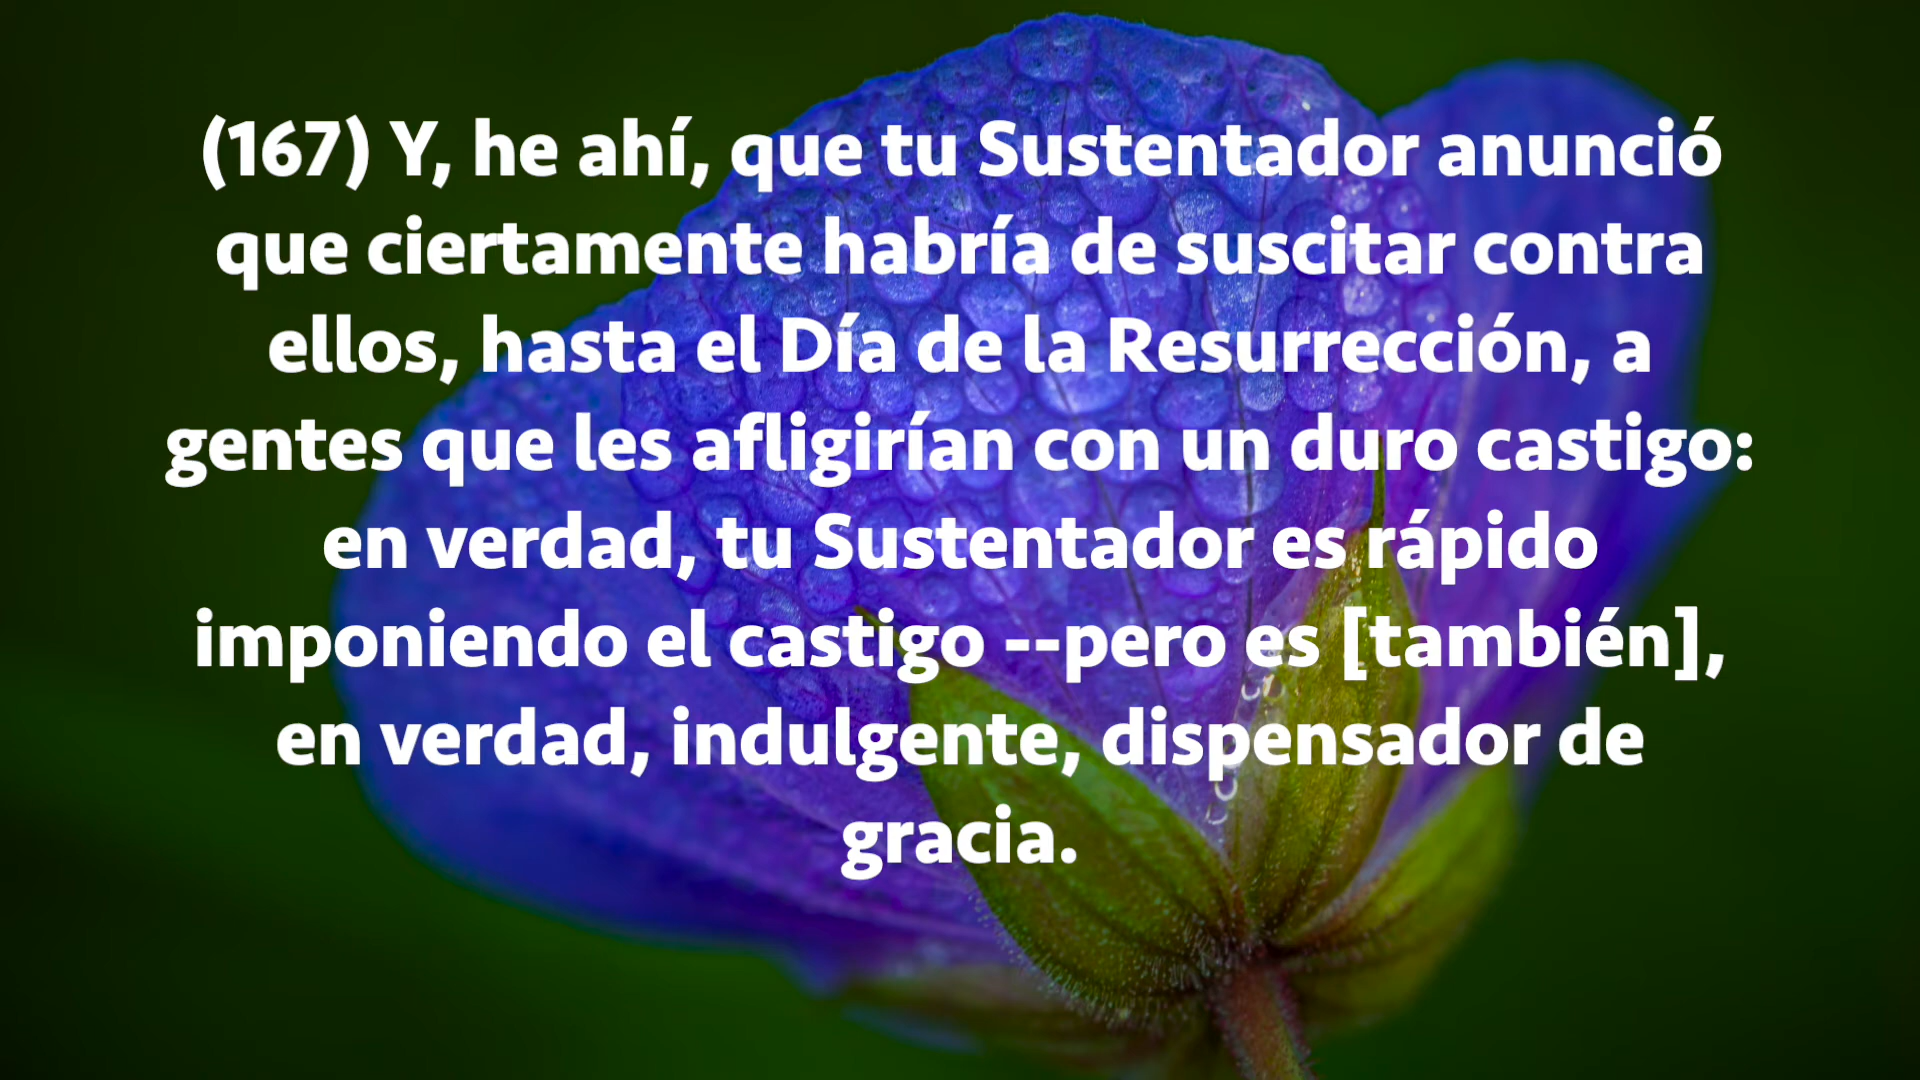 (167) Y, he ahí, que tu Sustentador anunció
que ciertamente habría de suscitar contra
ellos, hasta el Día de la Resurrección, a
gentes que les afligirían con un duro castigo:
en verdad, tu Sustentador es rápido
imponiendo el castigo --pero es [también],
en verdad, indulgente, dispensador de
gracia.